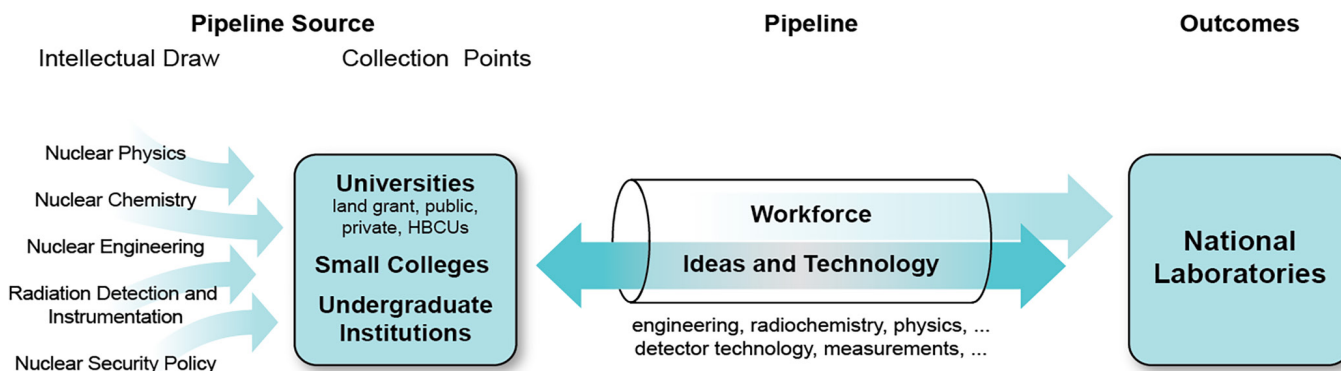 Pipeline Source
Pipeline
Outcomes
Intellectual Draw
Collection Points
Nuclear Physics
Nuclear Chemistry
Nuclear Engineering
Radiation Detection and
Instrumentation
Nuclear Security Policy
Universities
land grant, public,
private, HBCUs
Small Colleges
Undergraduate
Institutions
Workforce
Ideas and Technology
engineering, radiochemistry, physics, ...
detector technology, measurements, ...
National
Laboratories